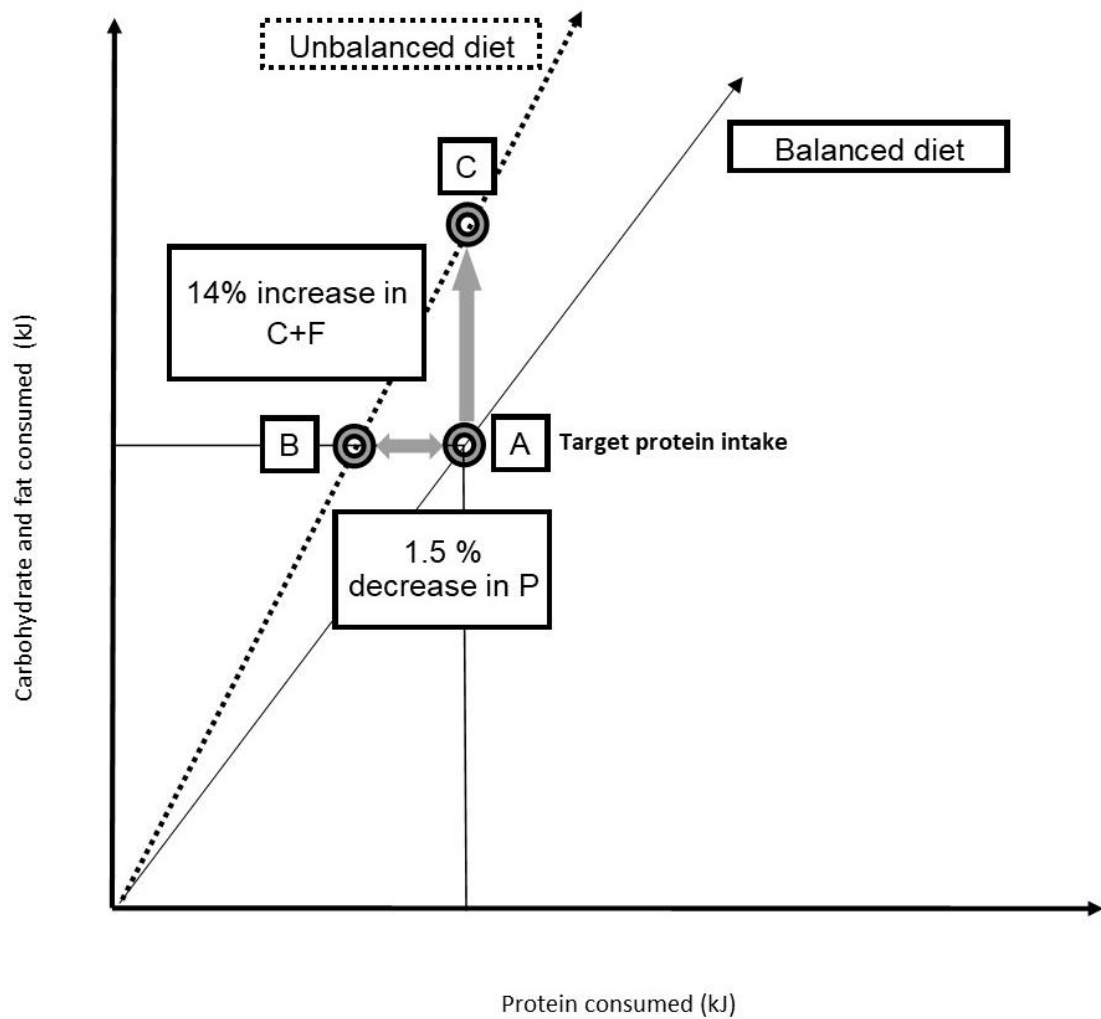 Unbalanced diet
Balanced diet
C
14% increase in
C+F
B
A
Target protein intake
1.5 %
decrease in P
Carbohydrate and fat consumed (kJ)
Protein consumed (kJ)